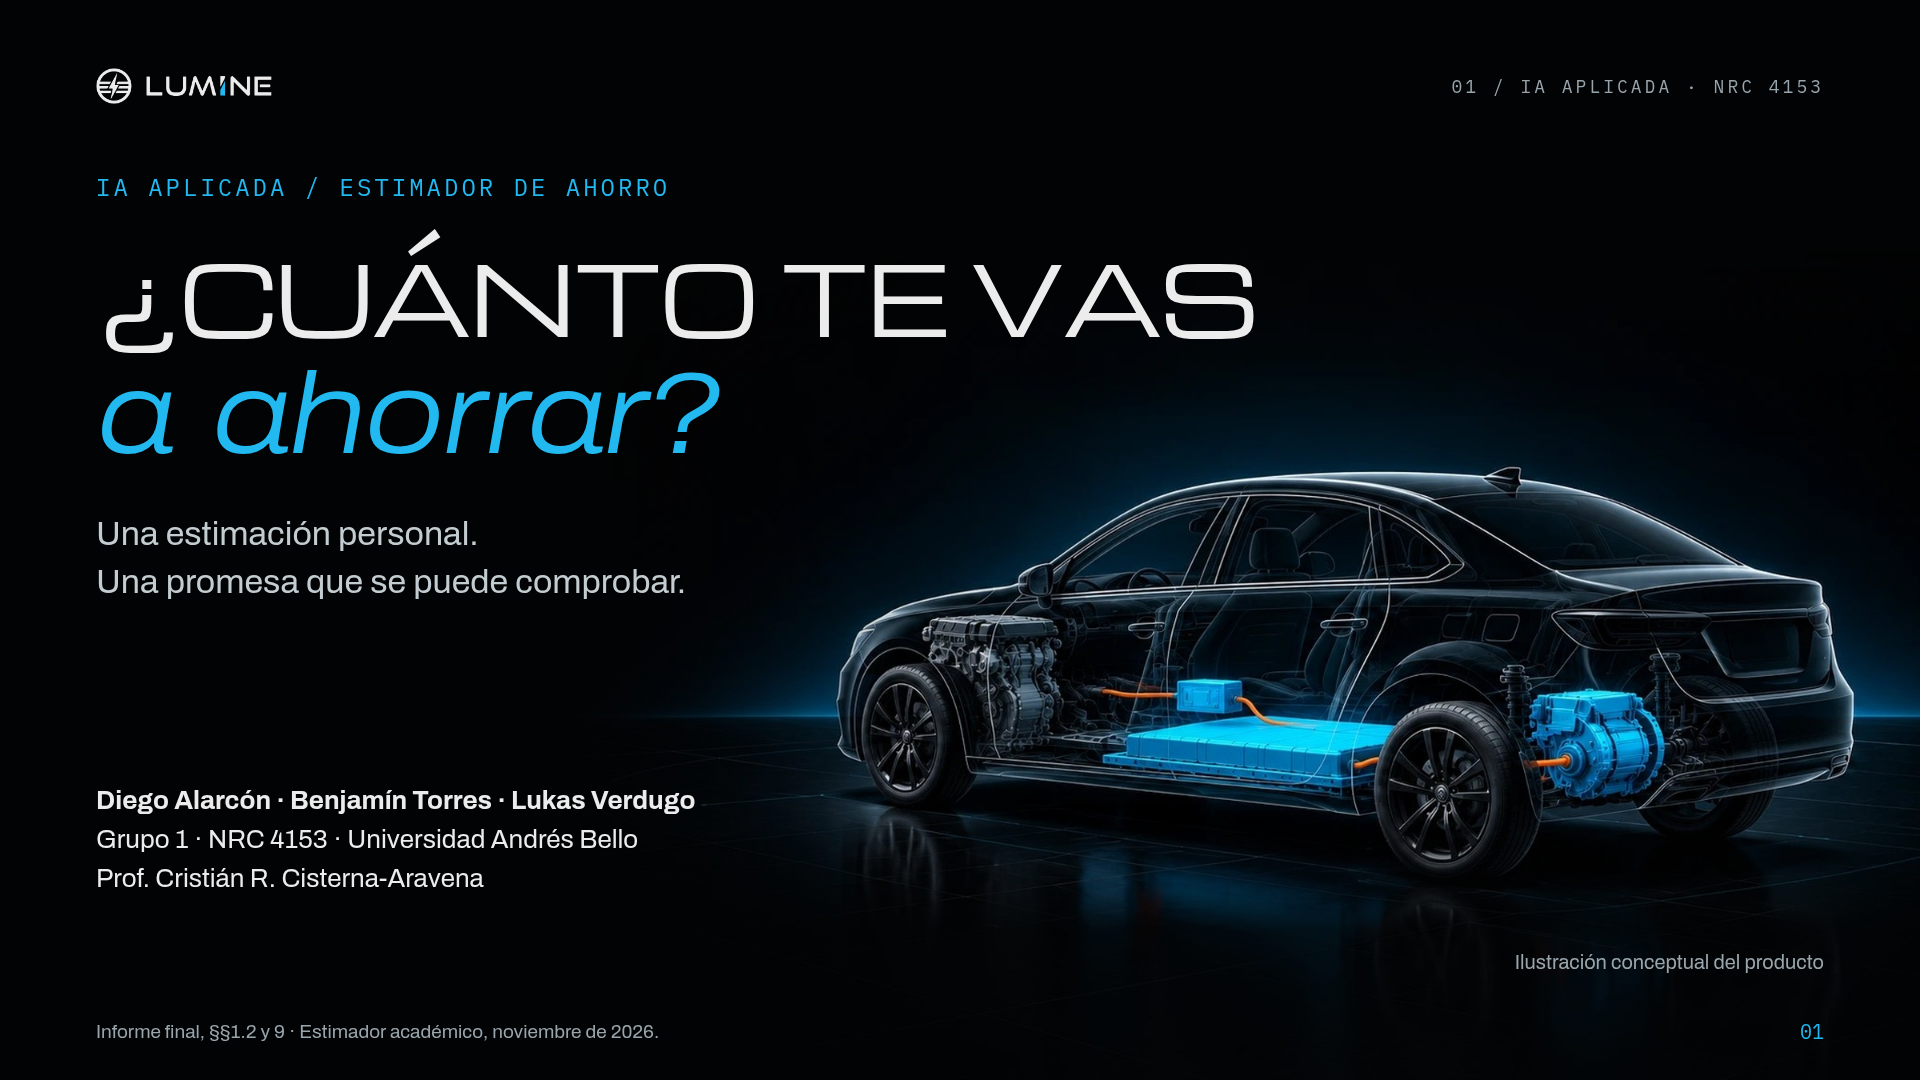 LUMINE
01 / IA APLICADA · NRC 4153
IA APLICADA / ESTIMADOR DE AHORRO
¿CUÁNTO TE VAS
a ahorrar?
Una estimación personal.
Una promesa que se puede comprobar.
Diego Alarcón · Benjamín Torres · Lukas Verdugo
Grupo 1 · NRC 4153 · Universidad Andrés Bello
Prof. Cristián R. Cisterna-Aravena
Ilustración conceptual del producto
Informe final, §§1.2 y 9 · Estimador académico, noviembre de 2026.
01